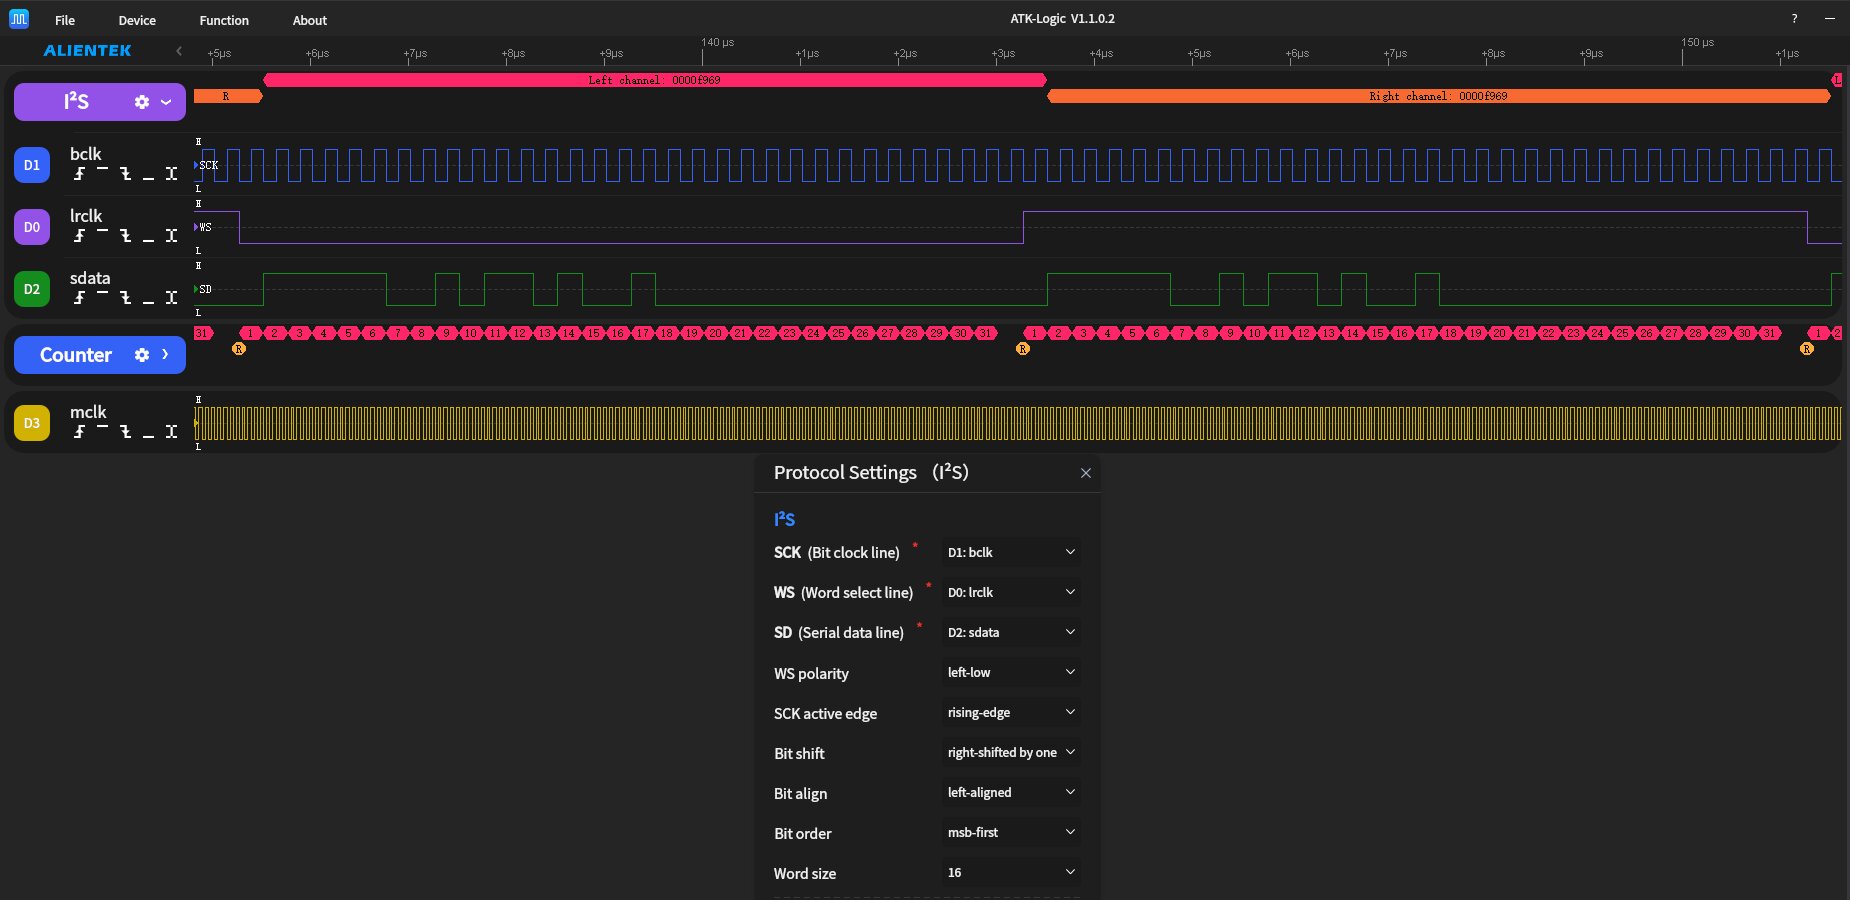 File Device Function About ATK-Logic V1.1.0.2 ?
ALIENTEK
+5μs +6μs +7μs +8μs +9μs 140 μs +1μs +2μs +3μs +4μs +5μs +6μs +7μs +8μs +9μs 150 μs +1μs
I²S
Left channel: 0000f969 L
R Right channel: 0000f969
D1 bclk H SCK L
D0 lrclk H WS L
D2 sdata H SD L
Counter
31 1 2 3 4 5 6 7 8 9 10 11 12 13 14 15 16 17 18 19 20 21 22 23 24 25 26 27 28 29 30 31 1 2 3 4 5 6 7 8 9 10 11 12 13 14 15 16 17 18 19 20 21 22 23 24 25 26 27 28 29 30 31 1 2
R R R
D3 mclk H L
Protocol Settings (I²S)
I²S
SCK (Bit clock line) * D1: bclk
WS (Word select line) * D0: lrclk
SD (Serial data line) * D2: sdata
WS polarity left-low
SCK active edge rising-edge
Bit shift right-shifted by one
Bit align left-aligned
Bit order msb-first
Word size 16